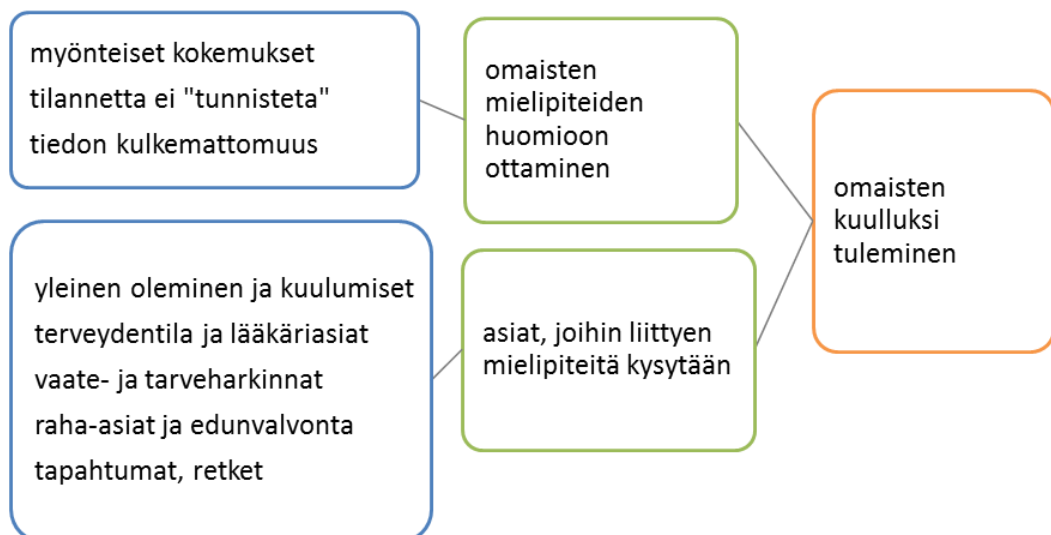 myönteiset kokemukset
tilannetta ei "tunnisteta"
tiedon kulkemattomuus
omaisten
mielipiteiden
huomioon
ottaminen
yleinen oleminen ja kuulumiset
terveydentila ja lääkäriasiat
vaate- ja tarveharkinnat
raha-asiat ja edunvalvonta
tapahtumat, retket
asiat, joihin liittyen
mielipiteitä kysytään
omaisten
kuulluksi
tuleminen